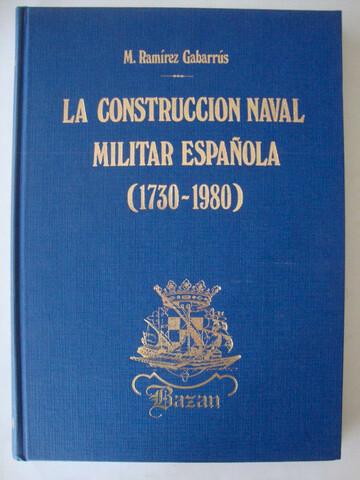 M. Ramírez Gabarrús
LA CONSTRUCCION NAVAL
MILITAR ESPAÑOLA
(1730-1980)
Bazan